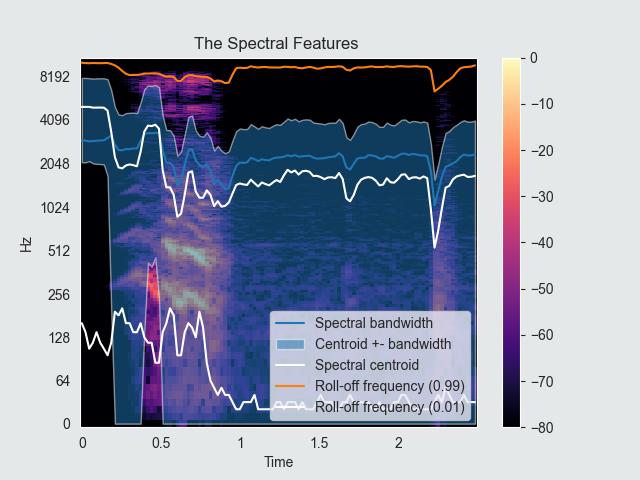 The Spectral Features
Hz
8192
4096
2048
1024
512
256
128
64
0
0
0.5
1
1.5
2
Time
Spectral bandwidth
Centroid +- bandwidth
Spectral centroid
Roll-off frequency (0.99)
Roll-off frequency (0.01)
0
−10
−20
−30
−40
−50
−60
−70
−80